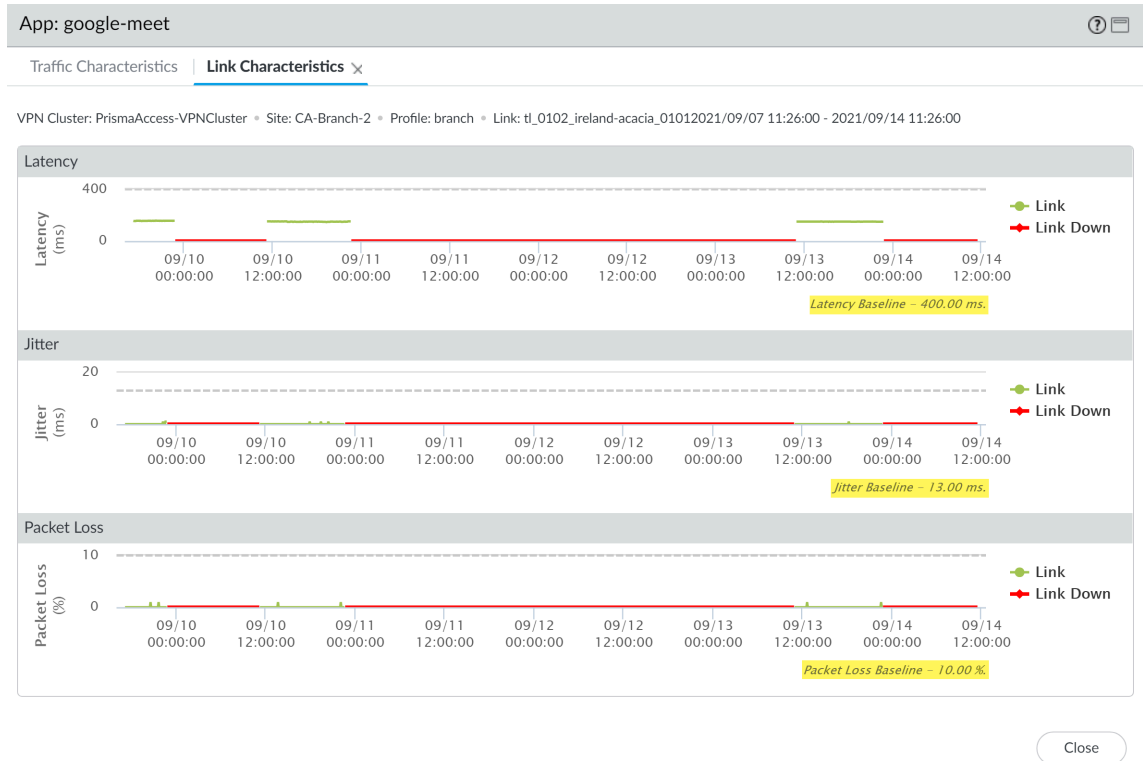 App: google-meet
Traffic Characteristics
Link Characteristics
VPN Cluster: PrismaAccess-VPNCluster • Site: CA-Branch-2 • Profile: branch • Link: tl_0102_ireland-acacia_01012021/09/07 11:26:00 - 2021/09/14 11:26:00
Latency
400
0
Latency
(ms)
09/10 09/10 09/11 09/11 09/12 09/12 09/13 09/13 09/14 09/14
00:00:00 12:00:00 00:00:00 12:00:00 00:00:00 12:00:00 00:00:00 12:00:00 00:00:00 12:00:00
Link
Link Down
Latency Baseline – 400.00 ms.
Jitter
20
0
Jitter
(ms)
09/10 09/10 09/11 09/11 09/12 09/12 09/13 09/13 09/14 09/14
00:00:00 12:00:00 00:00:00 12:00:00 00:00:00 12:00:00 00:00:00 12:00:00 00:00:00 12:00:00
Link
Link Down
Jitter Baseline – 13.00 ms.
Packet Loss
10
0
Packet Loss
(%)
09/10 09/10 09/11 09/11 09/12 09/12 09/13 09/13 09/14 09/14
00:00:00 12:00:00 00:00:00 12:00:00 00:00:00 12:00:00 00:00:00 12:00:00 00:00:00 12:00:00
Link
Link Down
Packet Loss Baseline – 10.00 %.
Close